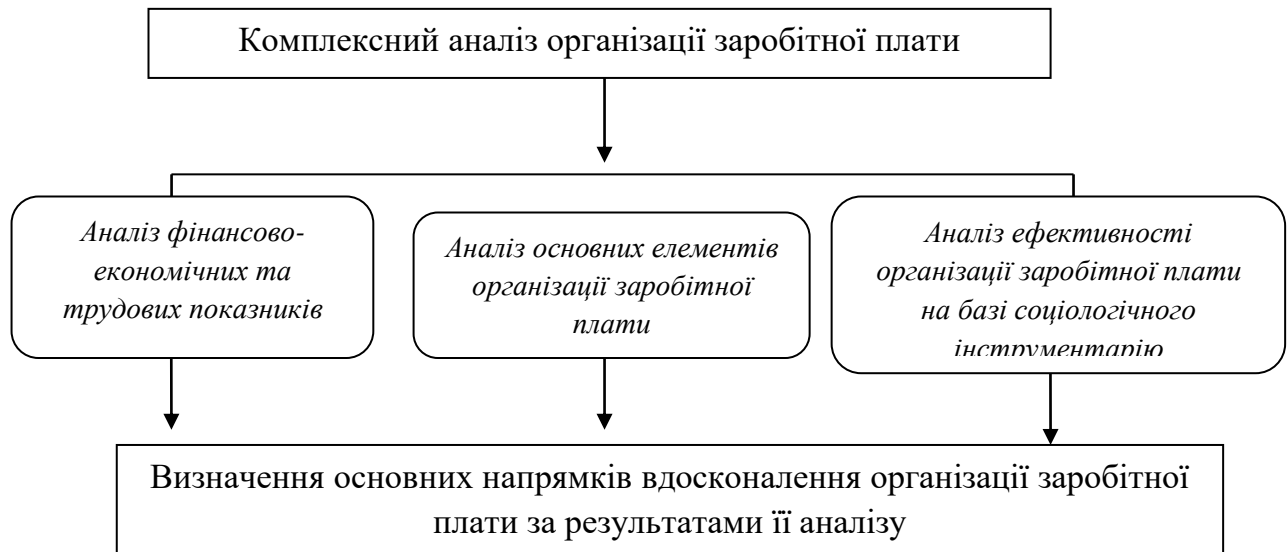 Комплексний аналіз організації заробітної плати
Аналіз фінансово-
економічних та
трудових показників
Аналіз основних елементів
організації заробітної
плати
Аналіз ефективності
організації заробітної плати
на базі соціологічного
інструментарію
Визначення основних напрямків вдосконалення організації заробітної
плати за результатами її аналізу